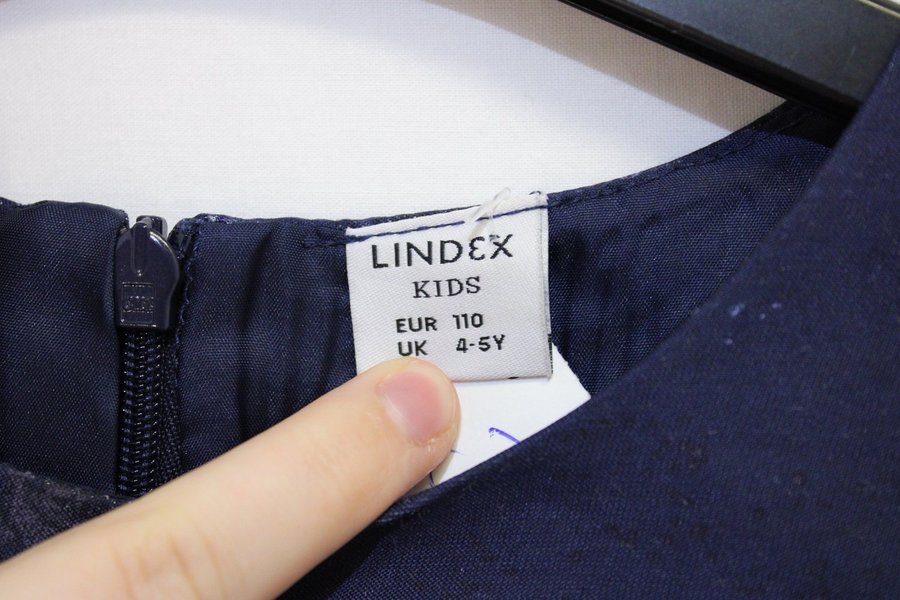 LINDEX
KIDS
EUR 110
UK 4-5Y